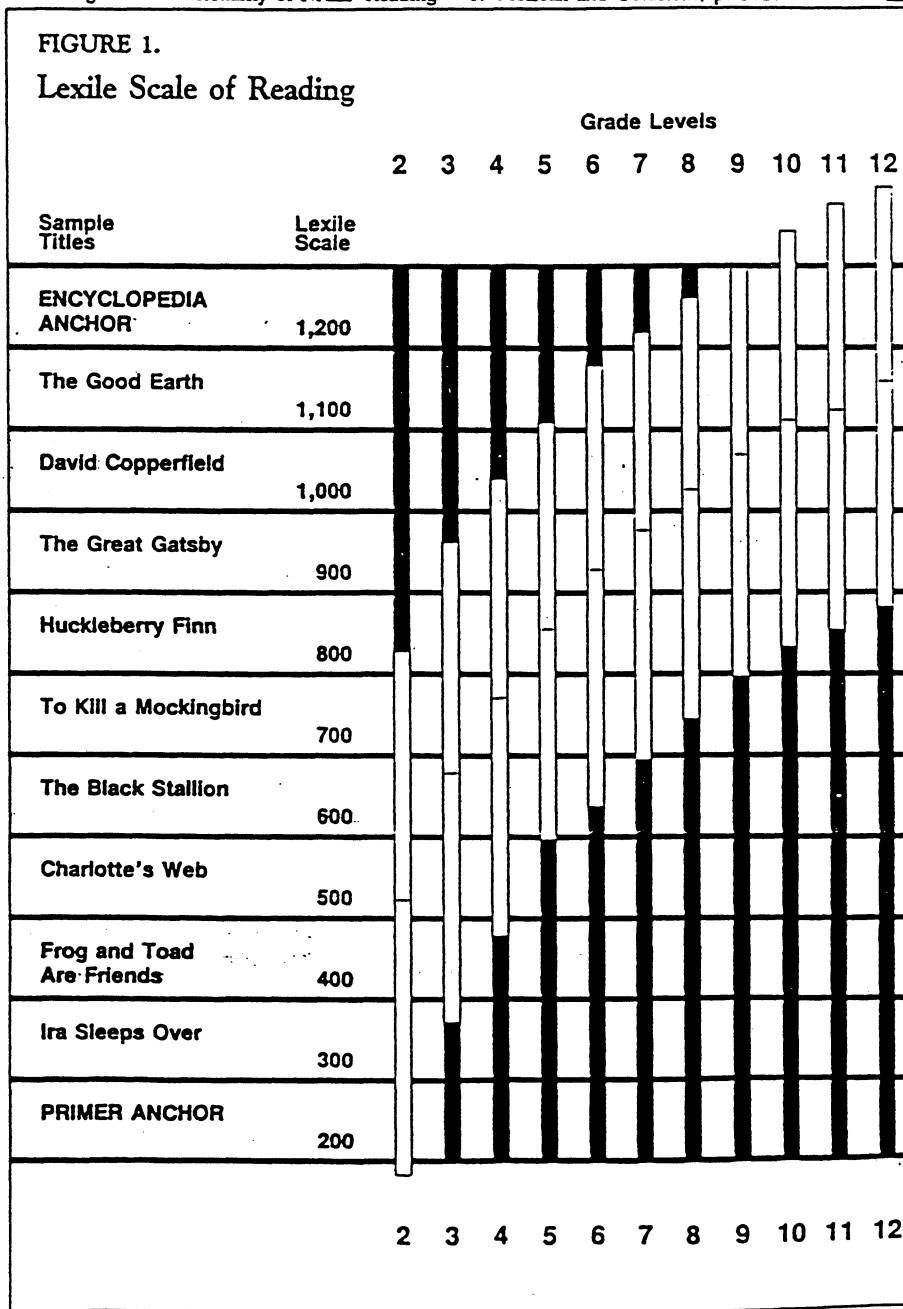 FIGURE 1.
Lexile Scale of Reading
Grade Levels
2 3 4 5 6 7 8 9 10 11 12
Sample Lexile
Titles Scale
ENCYCLOPEDIA
ANCHOR 1,200
The Good Earth
1,100
David Copperfield
1,000
The Great Gatsby
900
Huckleberry Finn
800
To Kill a Mockingbird
700
The Black Stallion
600
Charlotte's Web
500
Frog and Toad
Are Friends 400
Ira Sleeps Over
300
PRIMER ANCHOR
200
2 3 4 5 6 7 8 9 10 11 12